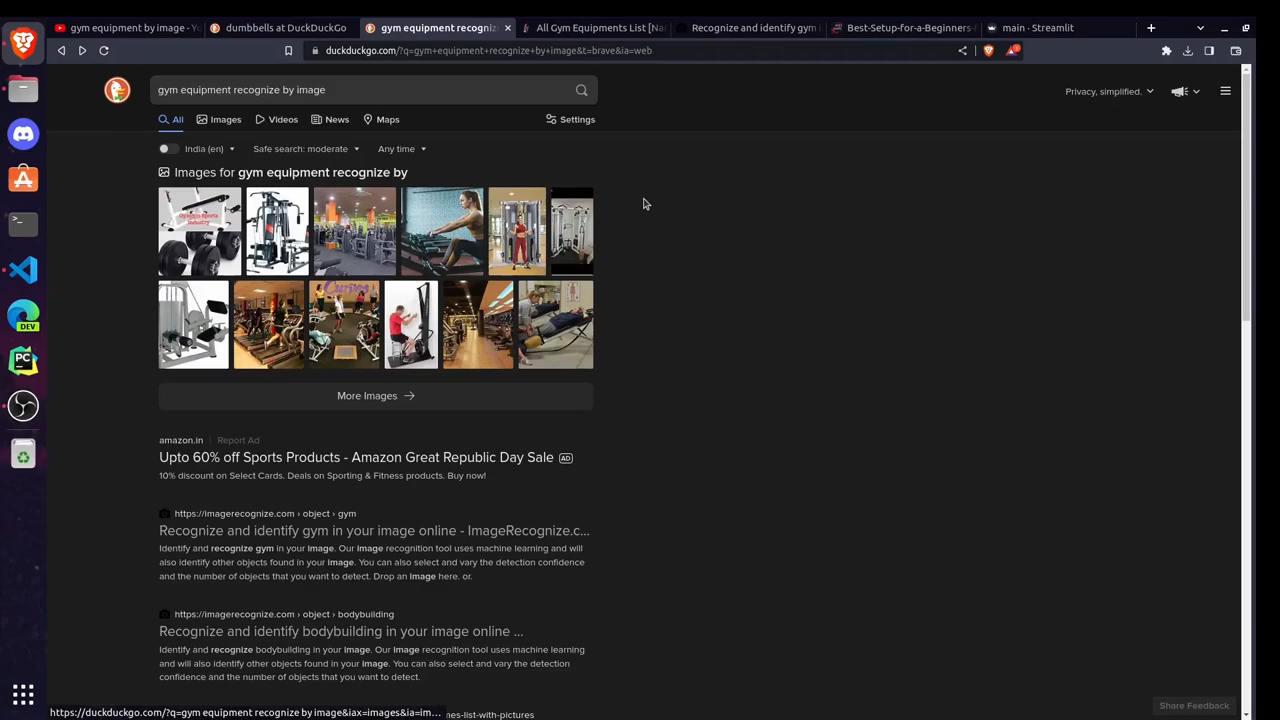 gym equipment image - Yo
dumbbells at DuckDuckGo
gym equipment recogniz
All Gym Equipments List [Na
Recognize and identify gym i
Best-Setup-for-a-Beginners-
main - Streamlit
duckduckgo.com/?q=gym+equipment+recognize+by+image&t=brave&ia=web
gym equipment recognize by image
Privacy, simplified.
All
Images
Videos
News
Maps
Settings
India (en)
Safe search: moderate
Any time
Images for gym equipment recognize by
Curves
More Images
amazon.in
Report Ad
Upto 60% off Sports Products - Amazon Great Republic Day Sale AD
10% discount on Select Cards. Deals on Sporting & Fitness products. Buy now!
https://imagerecognize.com › object › gym
Recognize and identify gym in your image online - ImageRecognize.c...
Identify and recognize gym in your image. Our image recognition tool uses machine learning and will
also identify other objects found in your image. You can also select and vary the detection confidence
and the number of objects that you want to detect. Drop an image here. or.
https://imagerecognize.com › object › bodybuilding
Recognize and identify bodybuilding in your image online ...
Identify and recognize bodybuilding in your image. Our image recognition tool uses machine learning
and will also identify other objects found in your image. You can also select and vary the detection
confidence and the number of objects that you want to detect.
Share Feedback
https://duckduckgo.com/?q=gym equipment recognize by image&iax=images&ia=im...
mes-list-with-pictures
DEV
PC